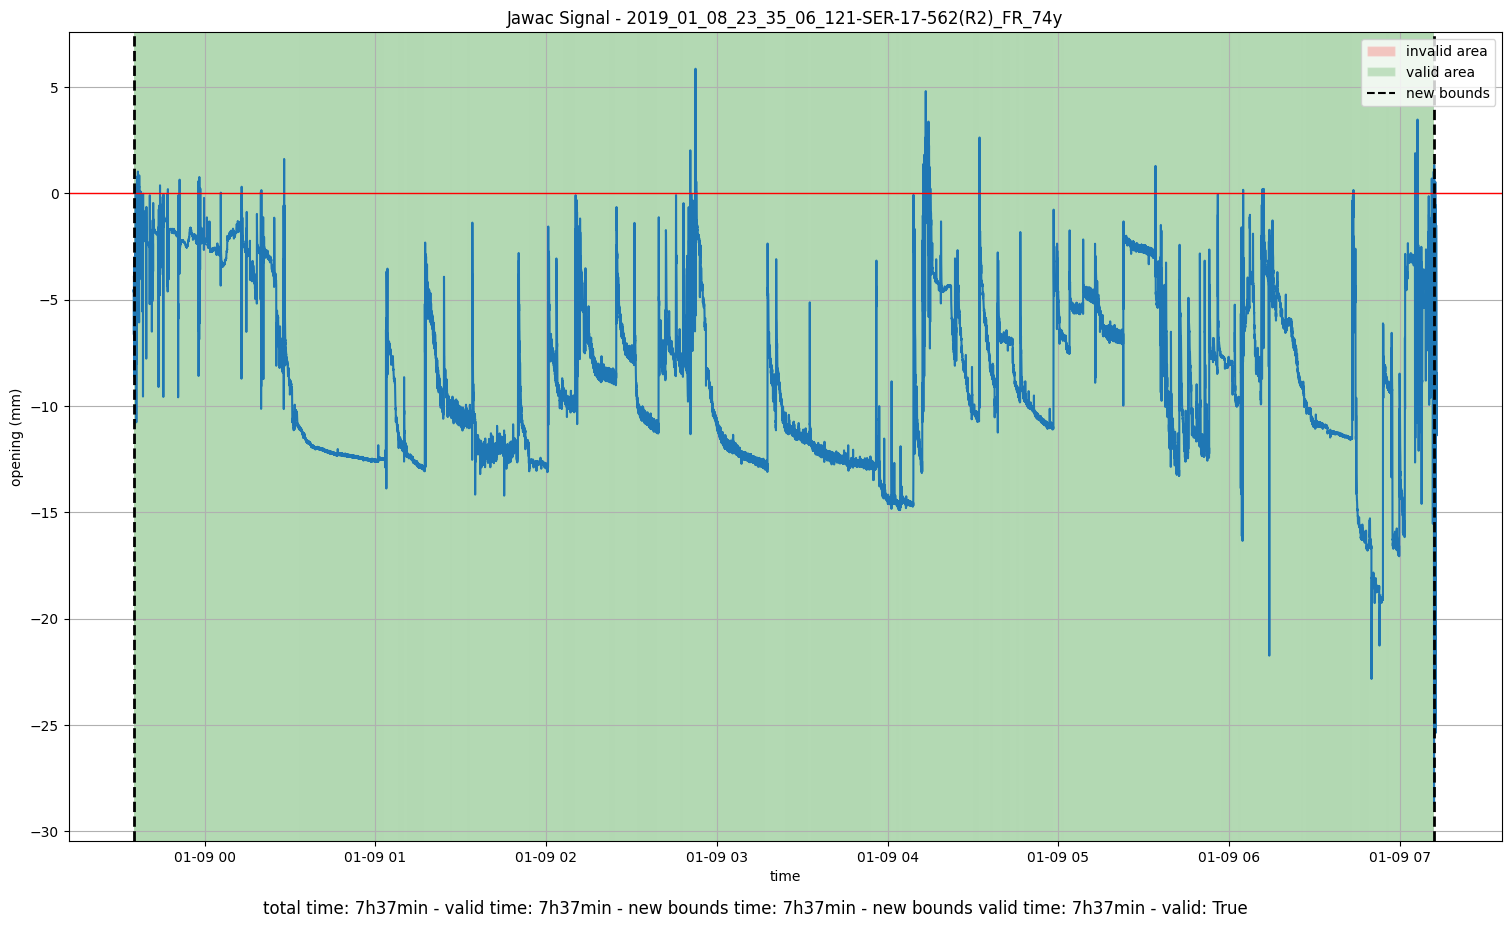 Jawac Signal - 2019_01_08_23_35_06_121-SER-17-562(R2)_FR_74y
invalid area
valid area
new bounds
opening (mm)
5
0
−5
−10
−15
−20
−25
−30
01-09 00
01-09 01
01-09 02
01-09 03
01-09 04
01-09 05
01-09 06
01-09 07
time
total time: 7h37min - valid time: 7h37min - new bounds time: 7h37min - new bounds valid time: 7h37min - valid: True